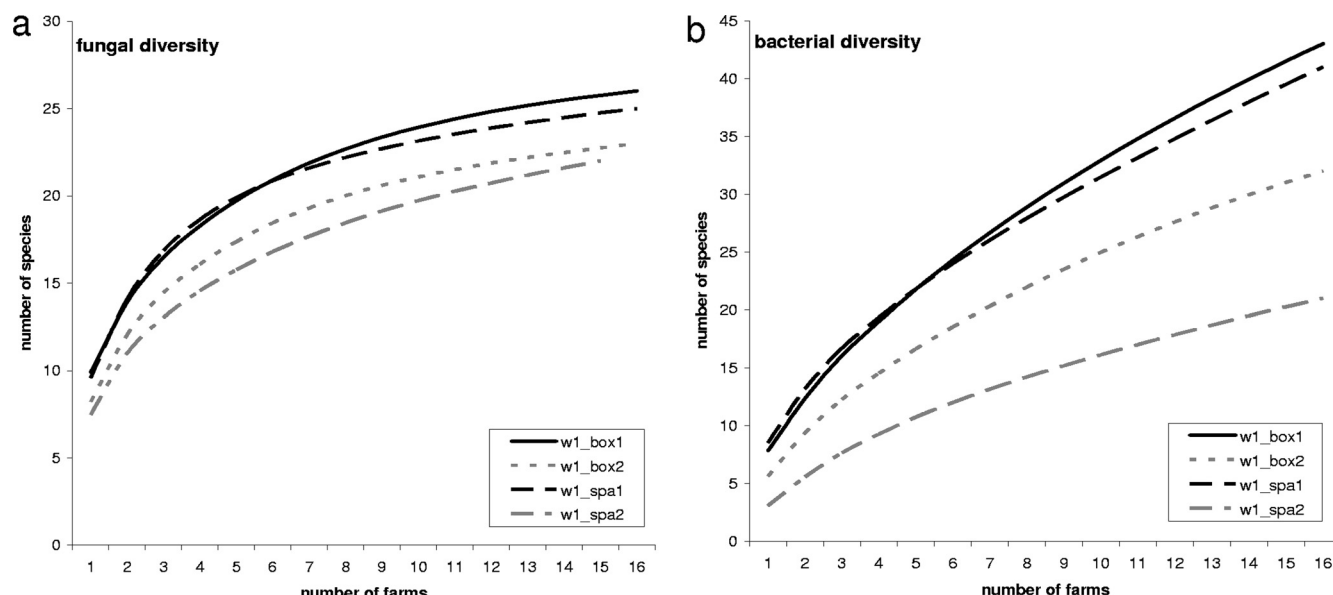 a
fungal diversity
number of species
30
25
20
15
10
5
0
1 2 3 4 5 6 7 8 9 10 11 12 13 14 15 16
number of farms
w1_box1
w1_box2
w1_spa1
w1_spa2
b
bacterial diversity
number of species
45
40
35
30
25
20
15
10
5
0
1 2 3 4 5 6 7 8 9 10 11 12 13 14 15 16
number of farms
w1_box1
w1_box2
w1_spa1
w1_spa2